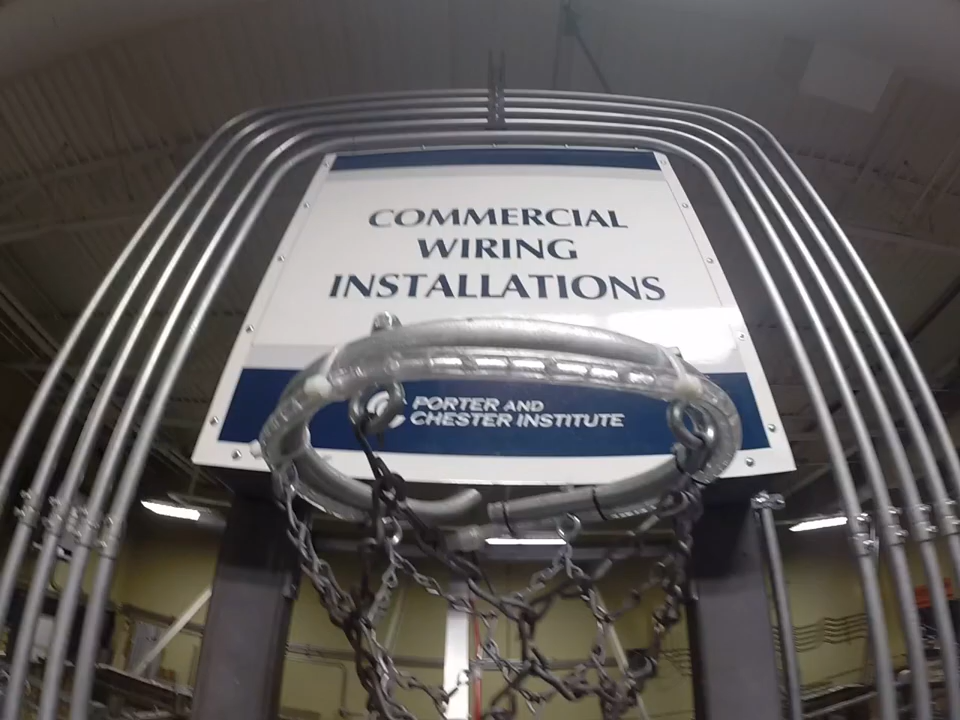 COMMERCIAL
WIRING
INSTALLATIONS
PORTER AND
CHESTER INSTITUTE